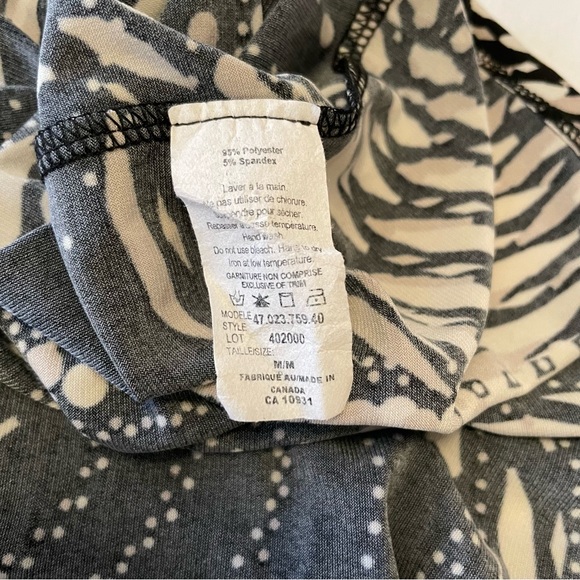 95% Polyester
5% Spandex
Laver à la main.
Ne pas utiliser de chlorure.
Suspendre pour sécher.
Repasser à basse température.
Hand wash.
Do not use bleach. Hang to dry.
Iron at low temperature.
GARNITURE NON COMPRISE
EXCLUSIVE OF TRIM
MODELE
STYLE 47.023.759.40
LOT 402000
TAILLE/SIZE:
M/M
FABRIQUÉ AU/MADE IN
CANADA
CA 10931